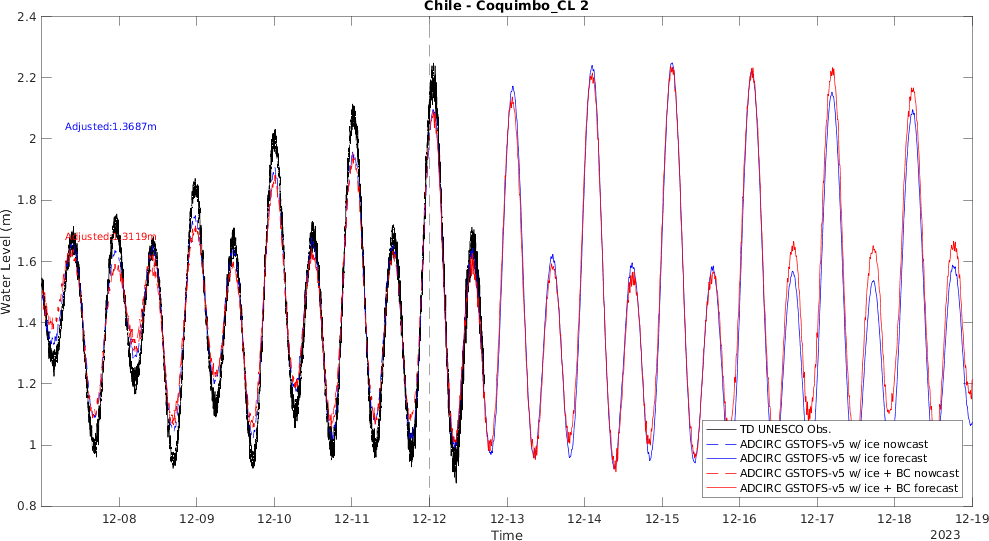 Chile - Coquimbo_CL 2
2.4
2.2
2
1.8
1.6
1.4
1.2
1
0.8
Water Level (m)
Adjusted:1.3687m
Adjusted: 3119m
TD UNESCO Obs.
ADCIRC GSTOFS-v5 w/ ice nowcast
ADCIRC GSTOFS-v5 w/ ice forecast
ADCIRC GSTOFS-v5 w/ ice + BC nowcast
ADCIRC GSTOFS-v5 w/ ice + BC forecast
12-08 12-09 12-10 12-11 12-12 12-13 12-14 12-15 12-16 12-17 12-18 12-19
Time
2023